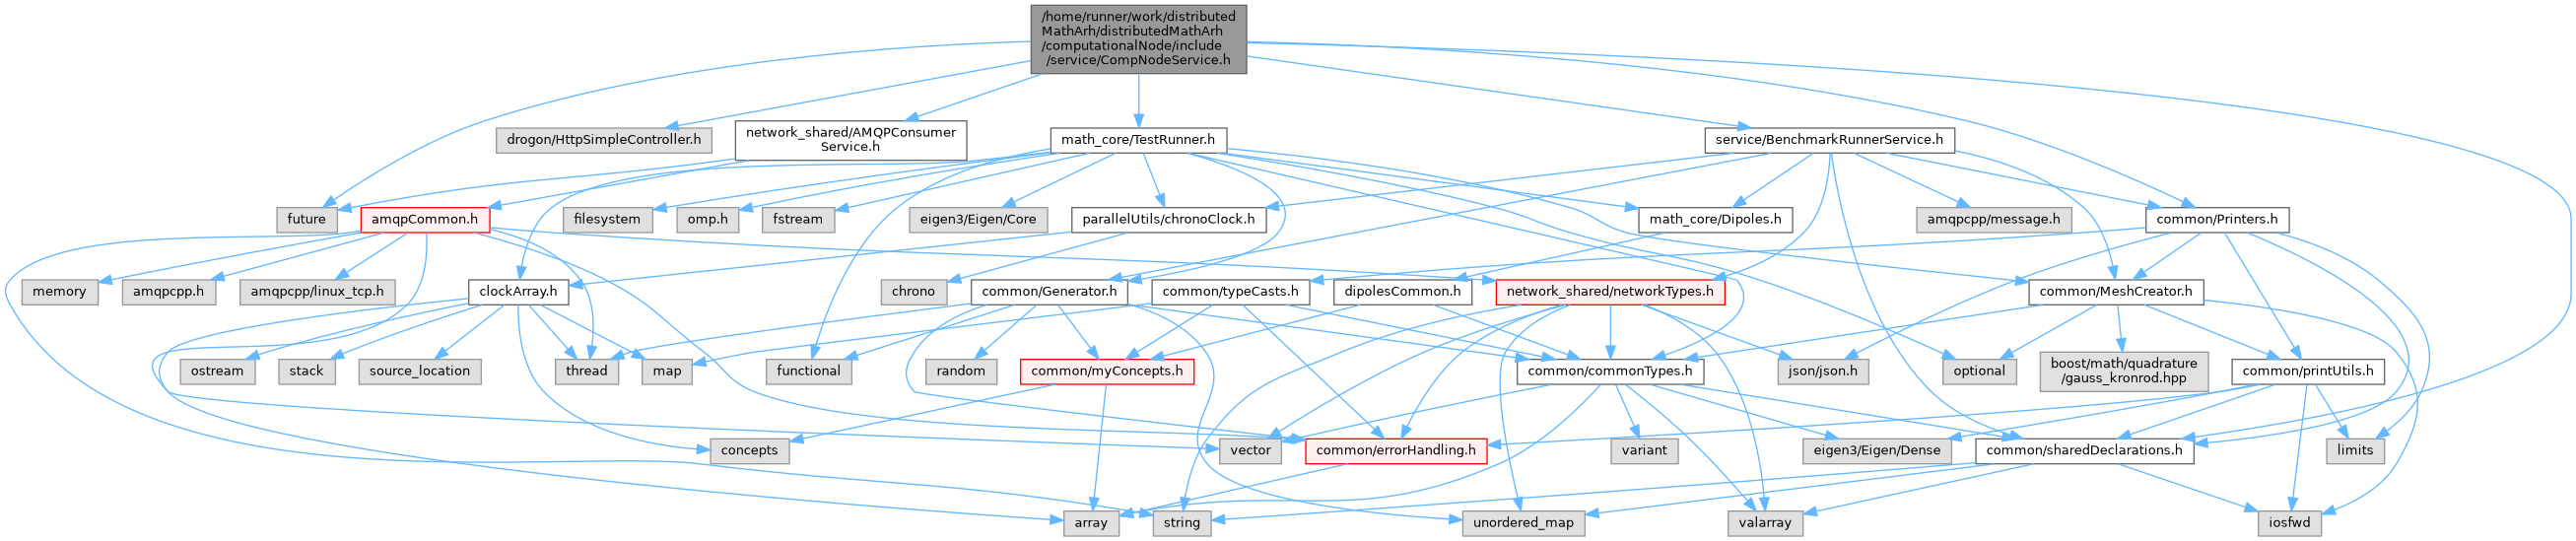 /home/runner/work/distributed
MathArh/distributedMathArh
/computationalNode/include
/service/CompNodeService.h
drogon/HttpSimpleController.h
network_shared/AMQPConsumer
Service.h
math_core/TestRunner.h
service/BenchmarkRunnerService.h
future
amqpCommon.h
filesystem
omp.h
fstream
eigen3/Eigen/Core
parallelUtils/chronoClock.h
math_core/Dipoles.h
amqpcpp/message.h
common/Printers.h
memory
amqpcpp.h
amqpcpp/linux_tcp.h
clockArray.h
chrono
common/Generator.h
common/typeCasts.h
dipolesCommon.h
network_shared/networkTypes.h
common/MeshCreator.h
ostream
stack
source_location
thread
map
functional
random
common/myConcepts.h
common/commonTypes.h
json/json.h
optional
boost/math/quadrature
/gauss_kronrod.hpp
common/printUtils.h
concepts
vector
common/errorHandling.h
variant
eigen3/Eigen/Dense
common/sharedDeclarations.h
limits
array
string
unordered_map
valarray
iosfwd